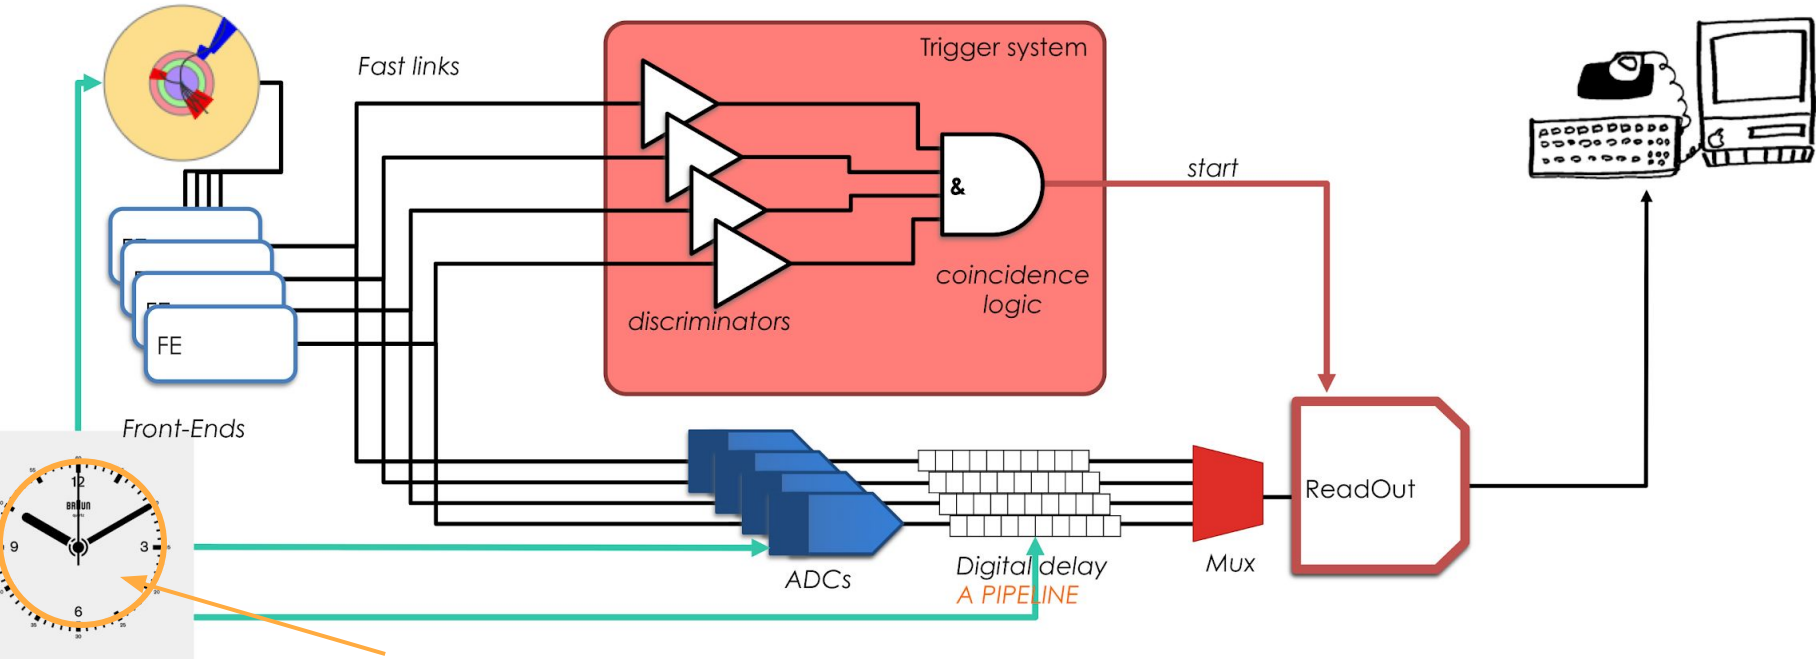 Fast links
Trigger system
start
&
coincidence
logic
discriminators
FE
Front-Ends
12
BRAUN
9
3
6
ReadOut
ADCs
Digital delay
A PIPELINE
Mux